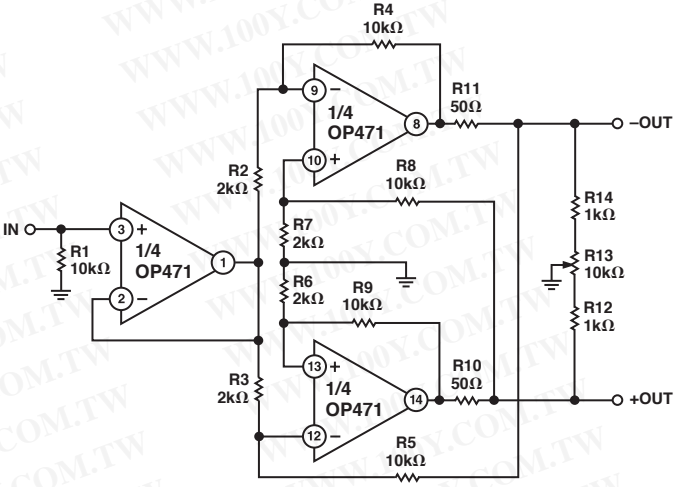 R4
10kΩ
9
–
1/4
OP471
8
10
+
R11
50Ω
–OUT
R2
2kΩ
R8
10kΩ
R7
2kΩ
R14
1kΩ
IN
3
+
1/4
OP471
1
2
–
R1
10kΩ
R13
10kΩ
R6
2kΩ
R9
10kΩ
R12
1kΩ
R3
2kΩ
13
+
1/4
OP471
14
12
–
R10
50Ω
+OUT
R5
10kΩ
WWW.100Y.COM.TW